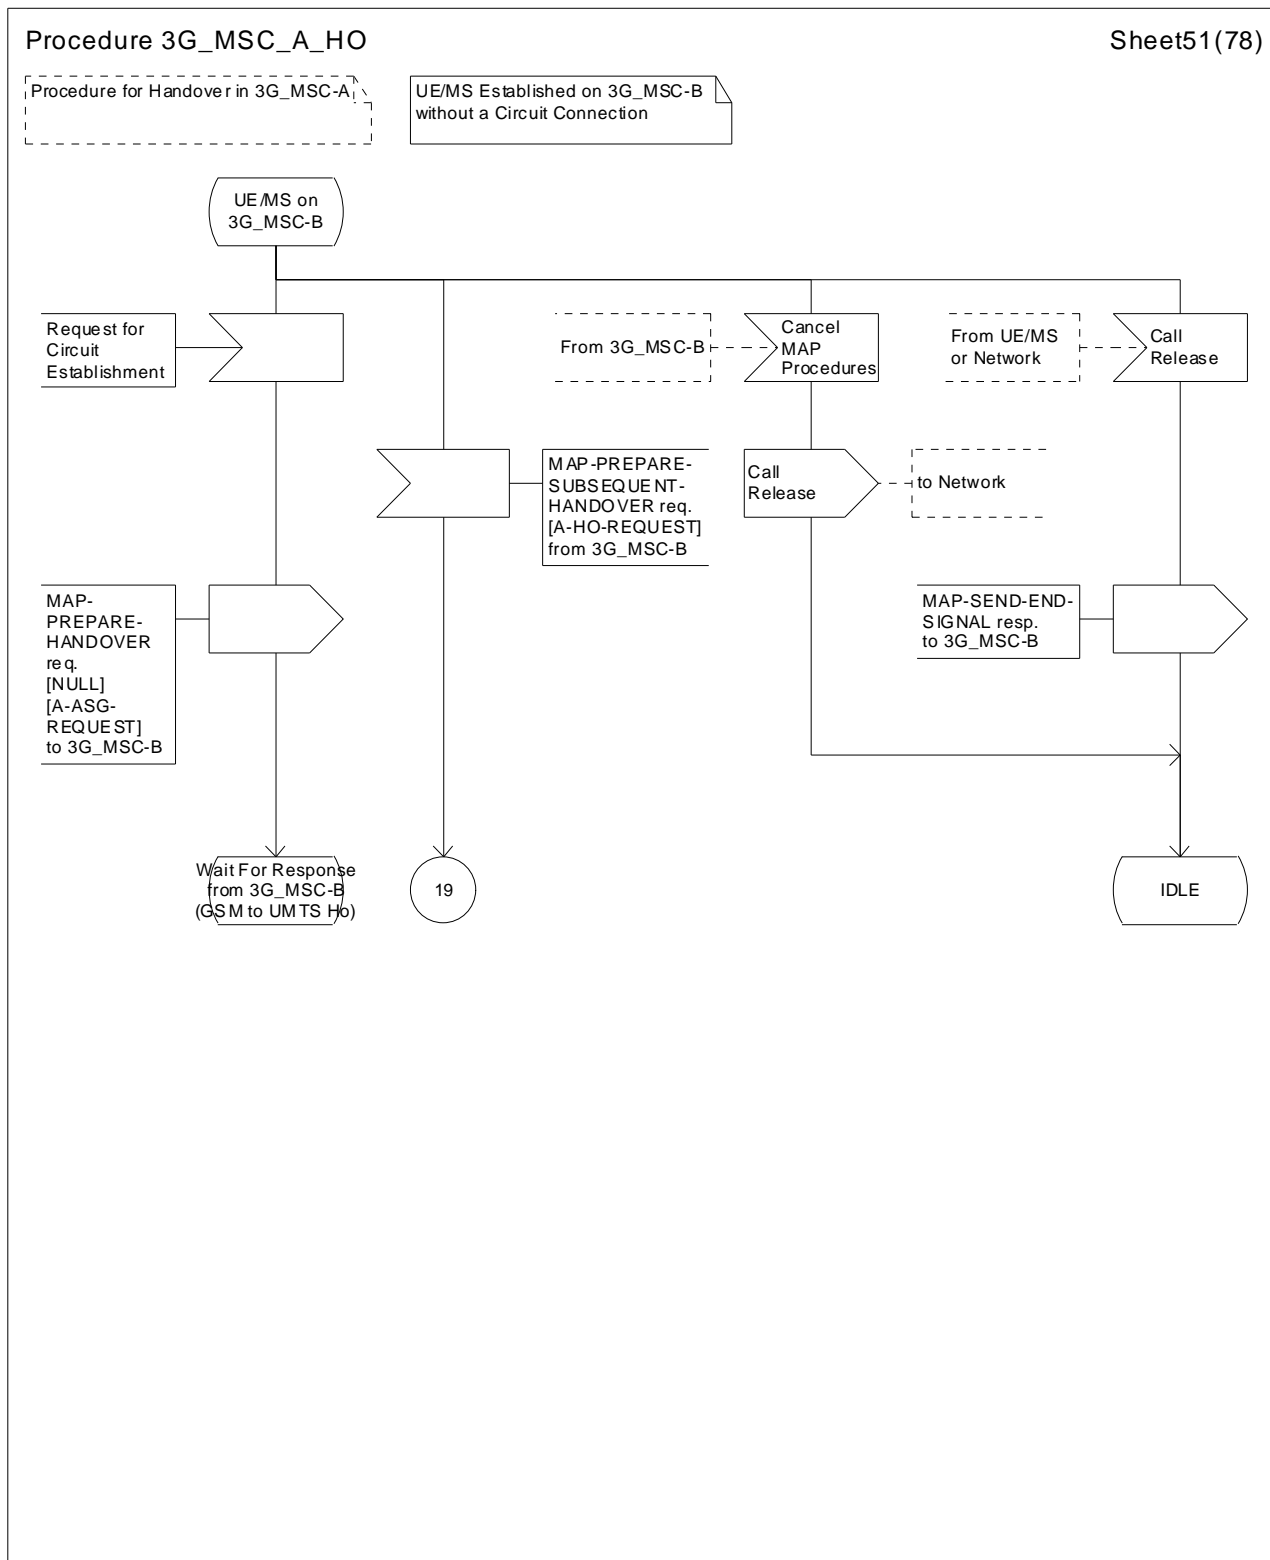 Procedure 3G_MSC_A_HO
Sheet51(78)
Procedure for Handover in 3G_MSC-A
UE/MS Established on 3G_MSC-B
without a Circuit Connection
UE/MS on
3G_MSC-B
Request for
Circuit
Establishment
From 3G_MSC-B
Cancel
MAP
Procedures
From UE/MS
or Network
Call
Release
MAP-PREPARE-
SUBSEQUENT-
HANDOVER req.
[A-HO-REQUEST]
from 3G_MSC-B
Call
Release
to Network
MAP-
PREPARE-
HANDOVER
req.
[NULL]
[A-ASG-
REQUEST]
to 3G_MSC-B
MAP-SEND-END-
SIGNAL resp.
to 3G_MSC-B
Wait For Response
from 3G_MSC-B
(GSM to UMTS Ho)
19
IDLE